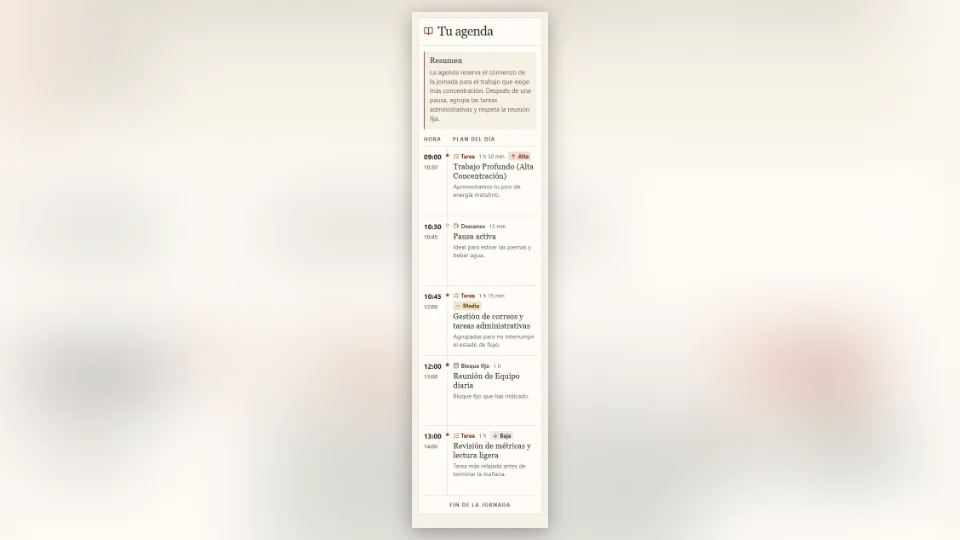 Tu agenda
Resumen
La agenda reserva el comienzo de
la jornada para el trabajo que exige
más concentración. Después de una
pausa, agrupa las tareas
administrativas y respeta la reunión
fija.
HORA PLAN DEL DÍA
09:00 Tarea 1 h 30 min Alta
10:30
Trabajo Profundo (Alta
Concentración)
Aprovechamos tu pico de
energía matutino.
10:30 Descanso 15 min
10:45
Pausa activa
Ideal para estirar las piernas y
beber agua.
10:45 Tarea 1 h 15 min
12:00
Media
Gestión de correos y
tareas administrativas
Agrupadas para no interrumpir
el estado de flujo.
12:00 Bloque fijo 1 h
13:00
Reunión de Equipo
diaria
Bloque fijo que has indicado.
13:00 Tarea 1 h Baja
14:00
Revisión de métricas y
lectura ligera
Tarea más relajada antes de
terminar la mañana.
FIN DE LA JORNADA